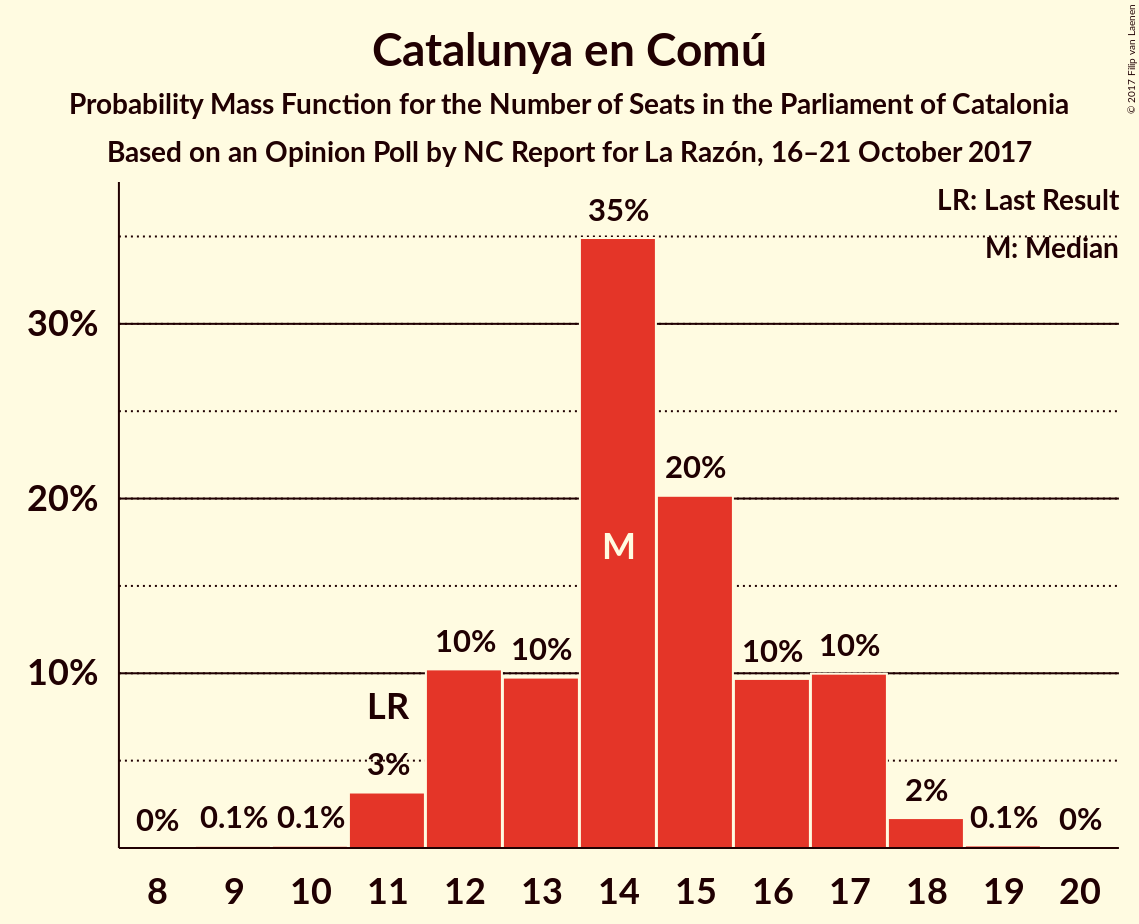 Catalunya en Comú
Probability Mass Function for the Number of Seats in the Parliament of Catalonia
Based on an Opinion Poll by NC Report for La Razón, 16–21 October 2017
© 2017 Filip van Laenen
LR: Last Result
M: Median
35%
30%
20%
20%
M
10% 10% 10% 10%
10%
LR
3%
2%
0% 0.1% 0.1% 0.1% 0%
8 9 10 11 12 13 14 15 16 17 18 19 20